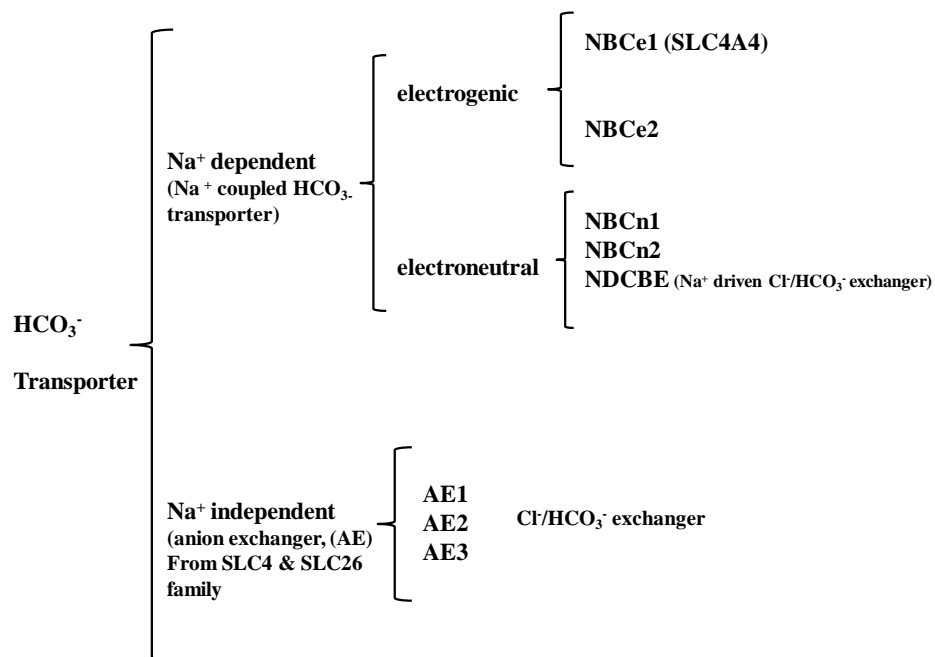 NBCe1 (SLC4A4)
electrogenic
NBCe2
Na⁺ dependent
(Na ⁺ coupled HCO₃₋
transporter)
NBCn1
NBCn2
electroneutral
NDCBE (Na⁺ driven Cl⁻/HCO₃⁻ exchanger)
HCO₃⁻
Transporter
Na⁺ independent
(anion exchanger, (AE)
From SLC4 & SLC26
family
AE1
AE2
AE3
Cl⁻/HCO₃⁻ exchanger